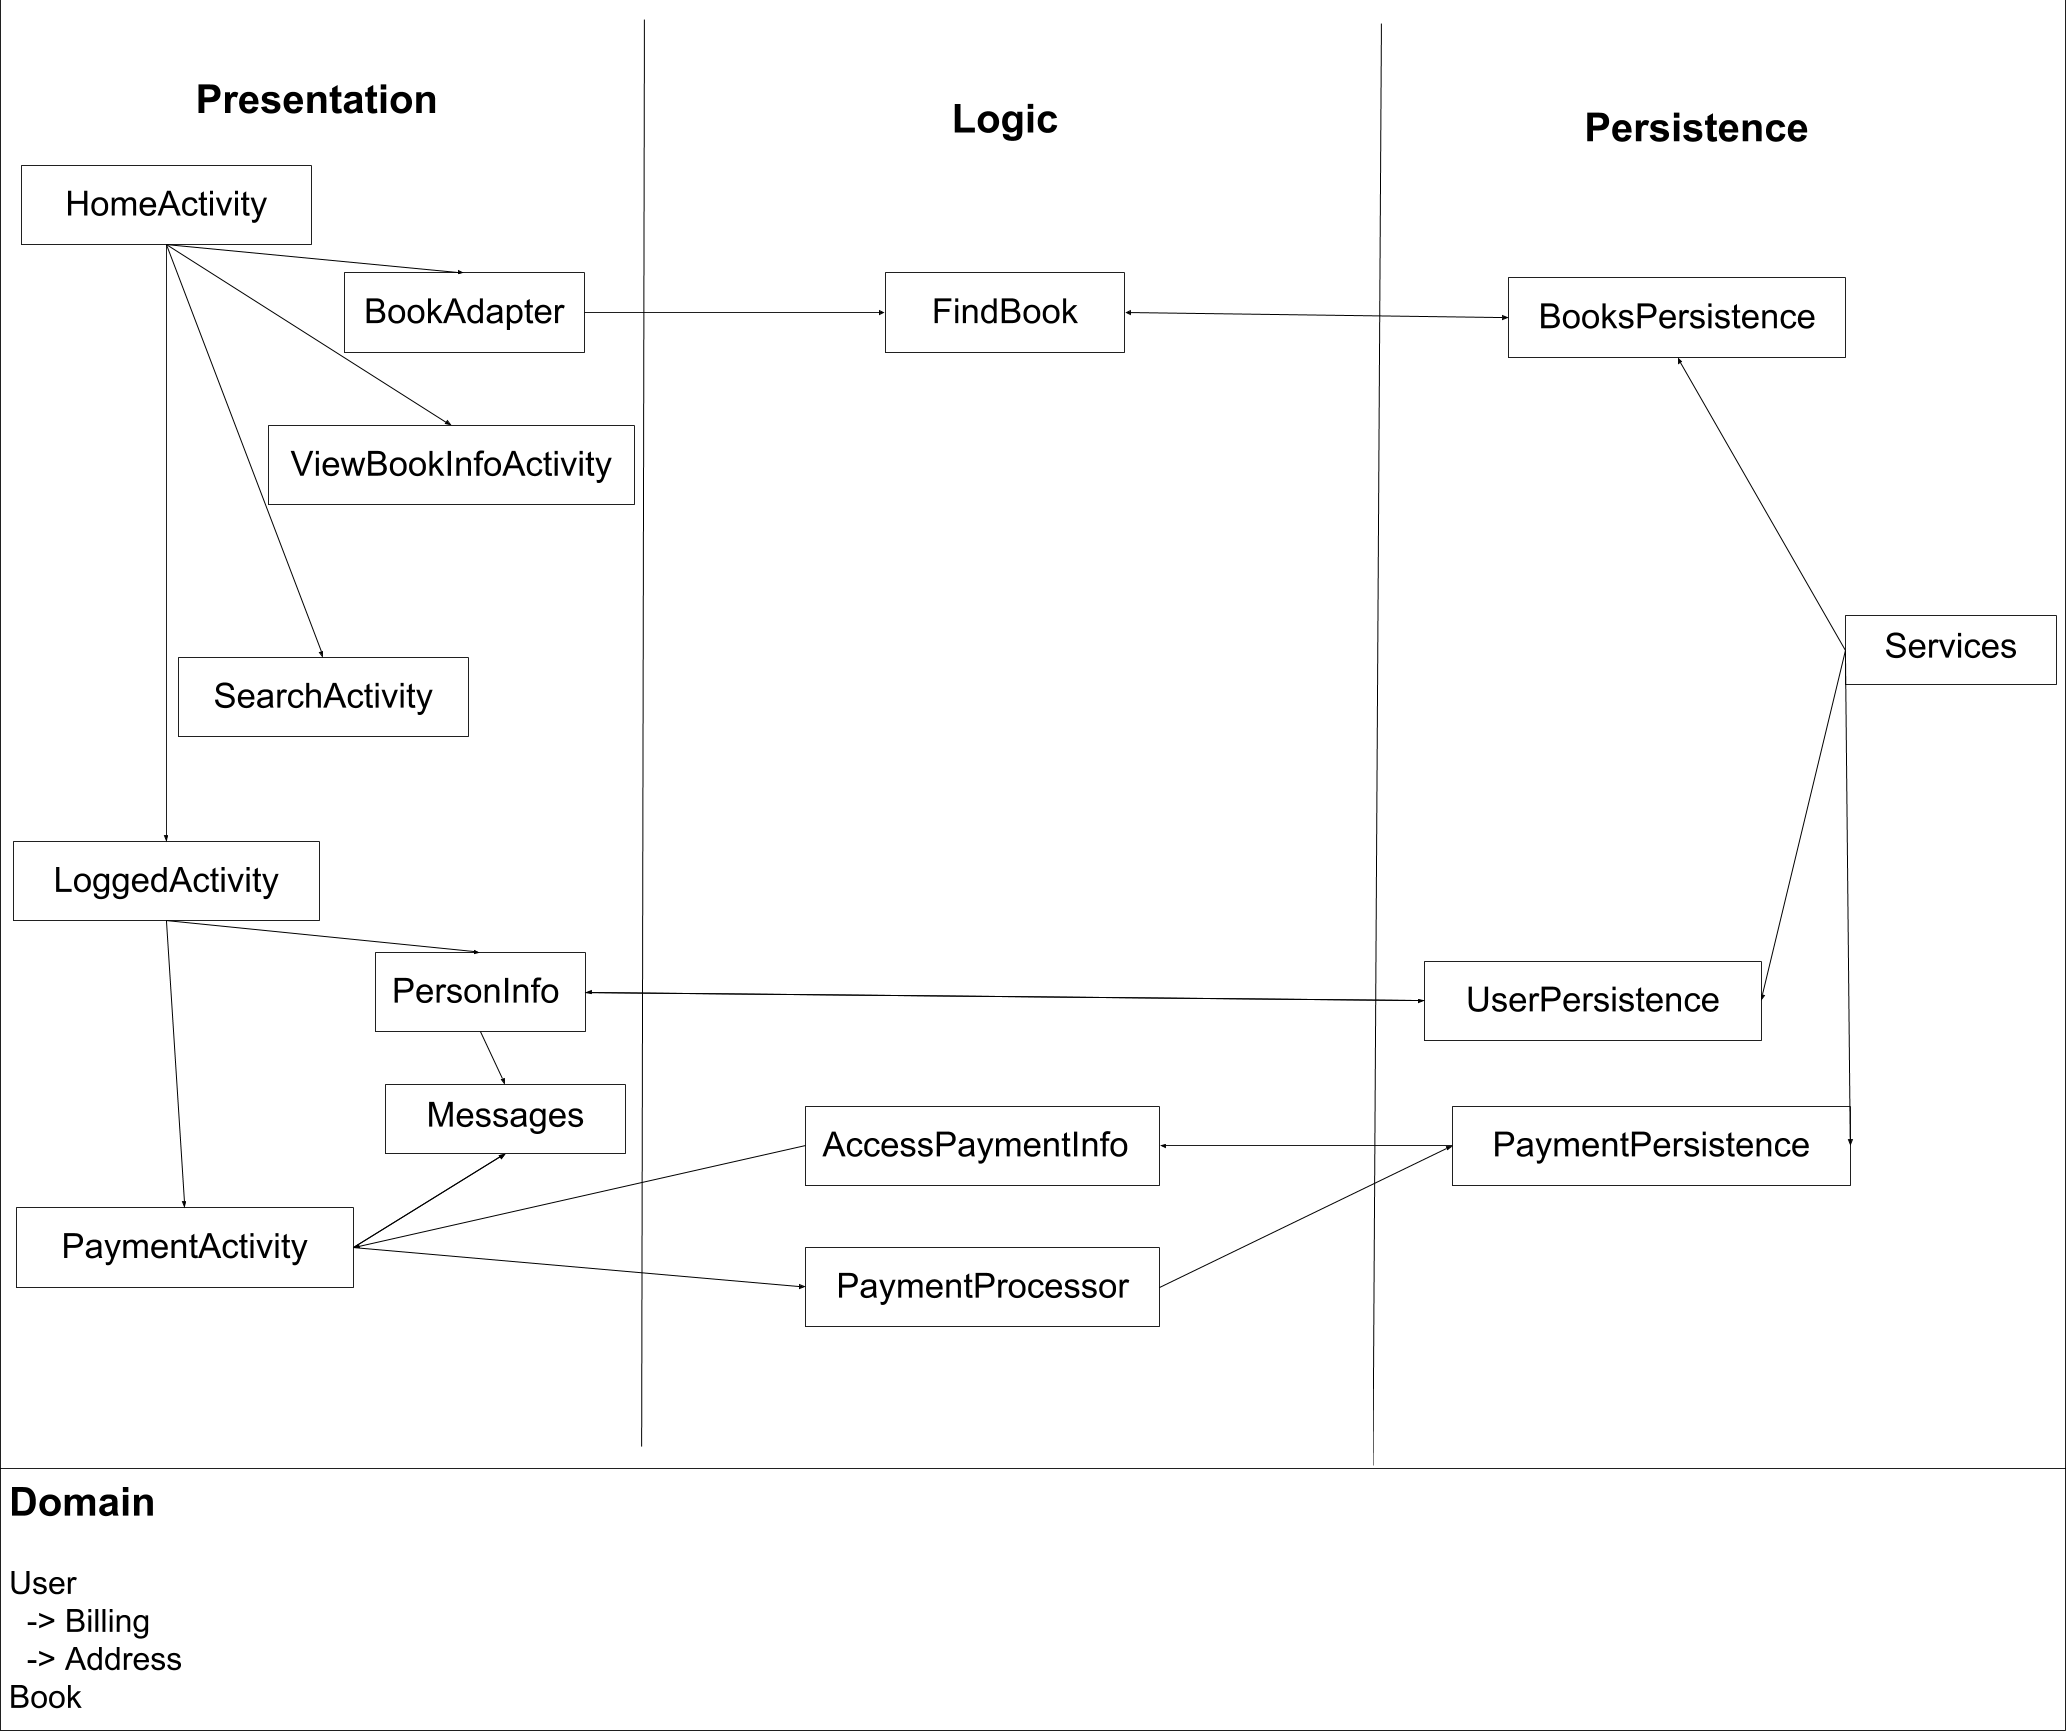 Presentation
Logic
Persistence
HomeActivity
BookAdapter
FindBook
BooksPersistence
ViewBookInfoActivity
Services
SearchActivity
LoggedActivity
PersonInfo
UserPersistence
Messages
AccessPaymentInfo
PaymentPersistence
PaymentActivity
PaymentProcessor
Domain
User
-> Billing
-> Address
Book